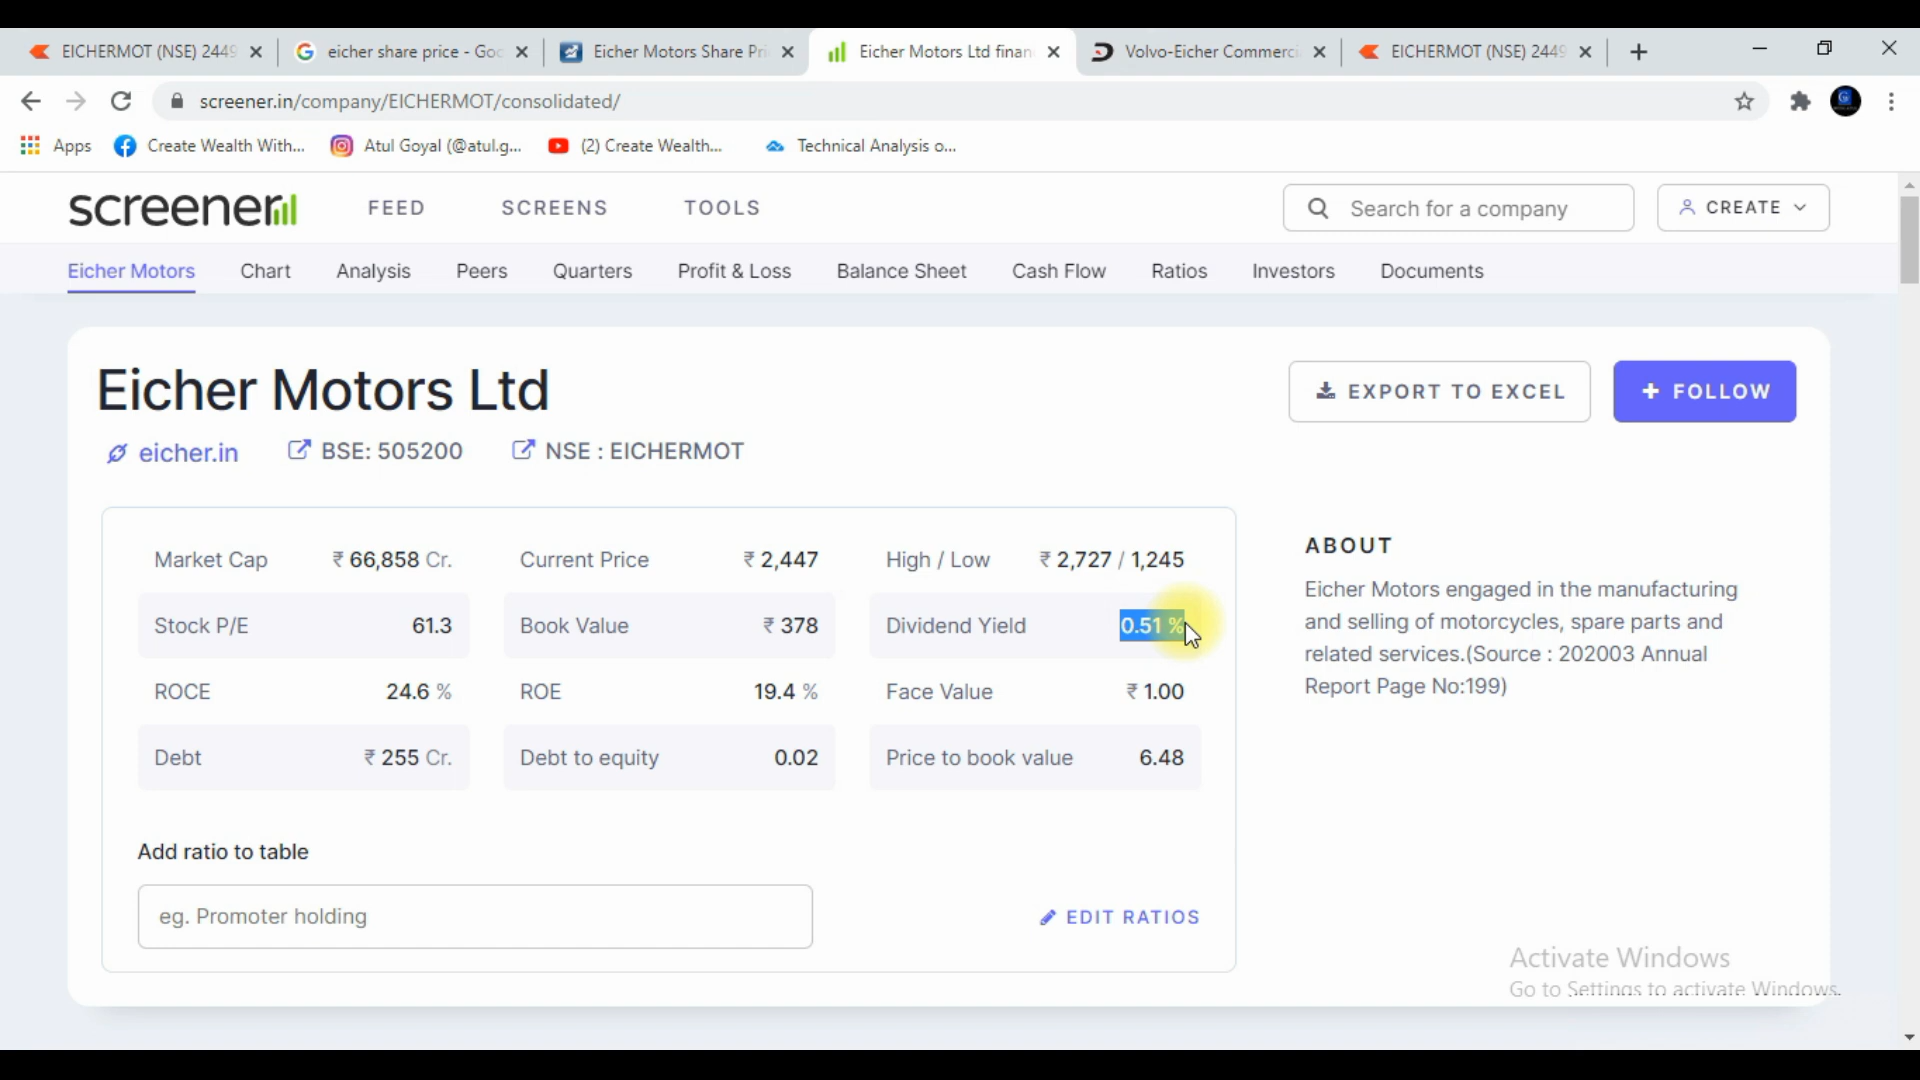 EICHERMOT (NSE) 2449
eicher share price - Goo
Eicher Motors Share Pri
Eicher Motors Ltd finan
Volvo-Eicher Commerci
EICHERMOT (NSE) 2449
screener.in/company/EICHERMOT/consolidated/
Apps
Create Wealth With...
Atul Goyal (@atul.g...
(2) Create Wealth...
Technical Analysis o...
screener
FEED
SCREENS
TOOLS
Search for a company
CREATE
Eicher Motors
Chart
Analysis
Peers
Quarters
Profit & Loss
Balance Sheet
Cash Flow
Ratios
Investors
Documents
Eicher Motors Ltd
EXPORT TO EXCEL
+ FOLLOW
eicher.in
BSE: 505200
NSE : EICHERMOT
Market Cap ₹ 66,858 Cr.
Current Price ₹ 2,447
High / Low ₹ 2,727 / 1,245
Stock P/E 61.3
Book Value ₹ 378
Dividend Yield 0.51 %
ROCE 24.6 %
ROE 19.4 %
Face Value ₹ 1.00
Debt ₹ 255 Cr.
Debt to equity 0.02
Price to book value 6.48
Add ratio to table
eg. Promoter holding
EDIT RATIOS
ABOUT
Eicher Motors engaged in the manufacturing
and selling of motorcycles, spare parts and
related services.(Source : 202003 Annual
Report Page No:199)
Activate Windows
Go to Settings to activate Windows.